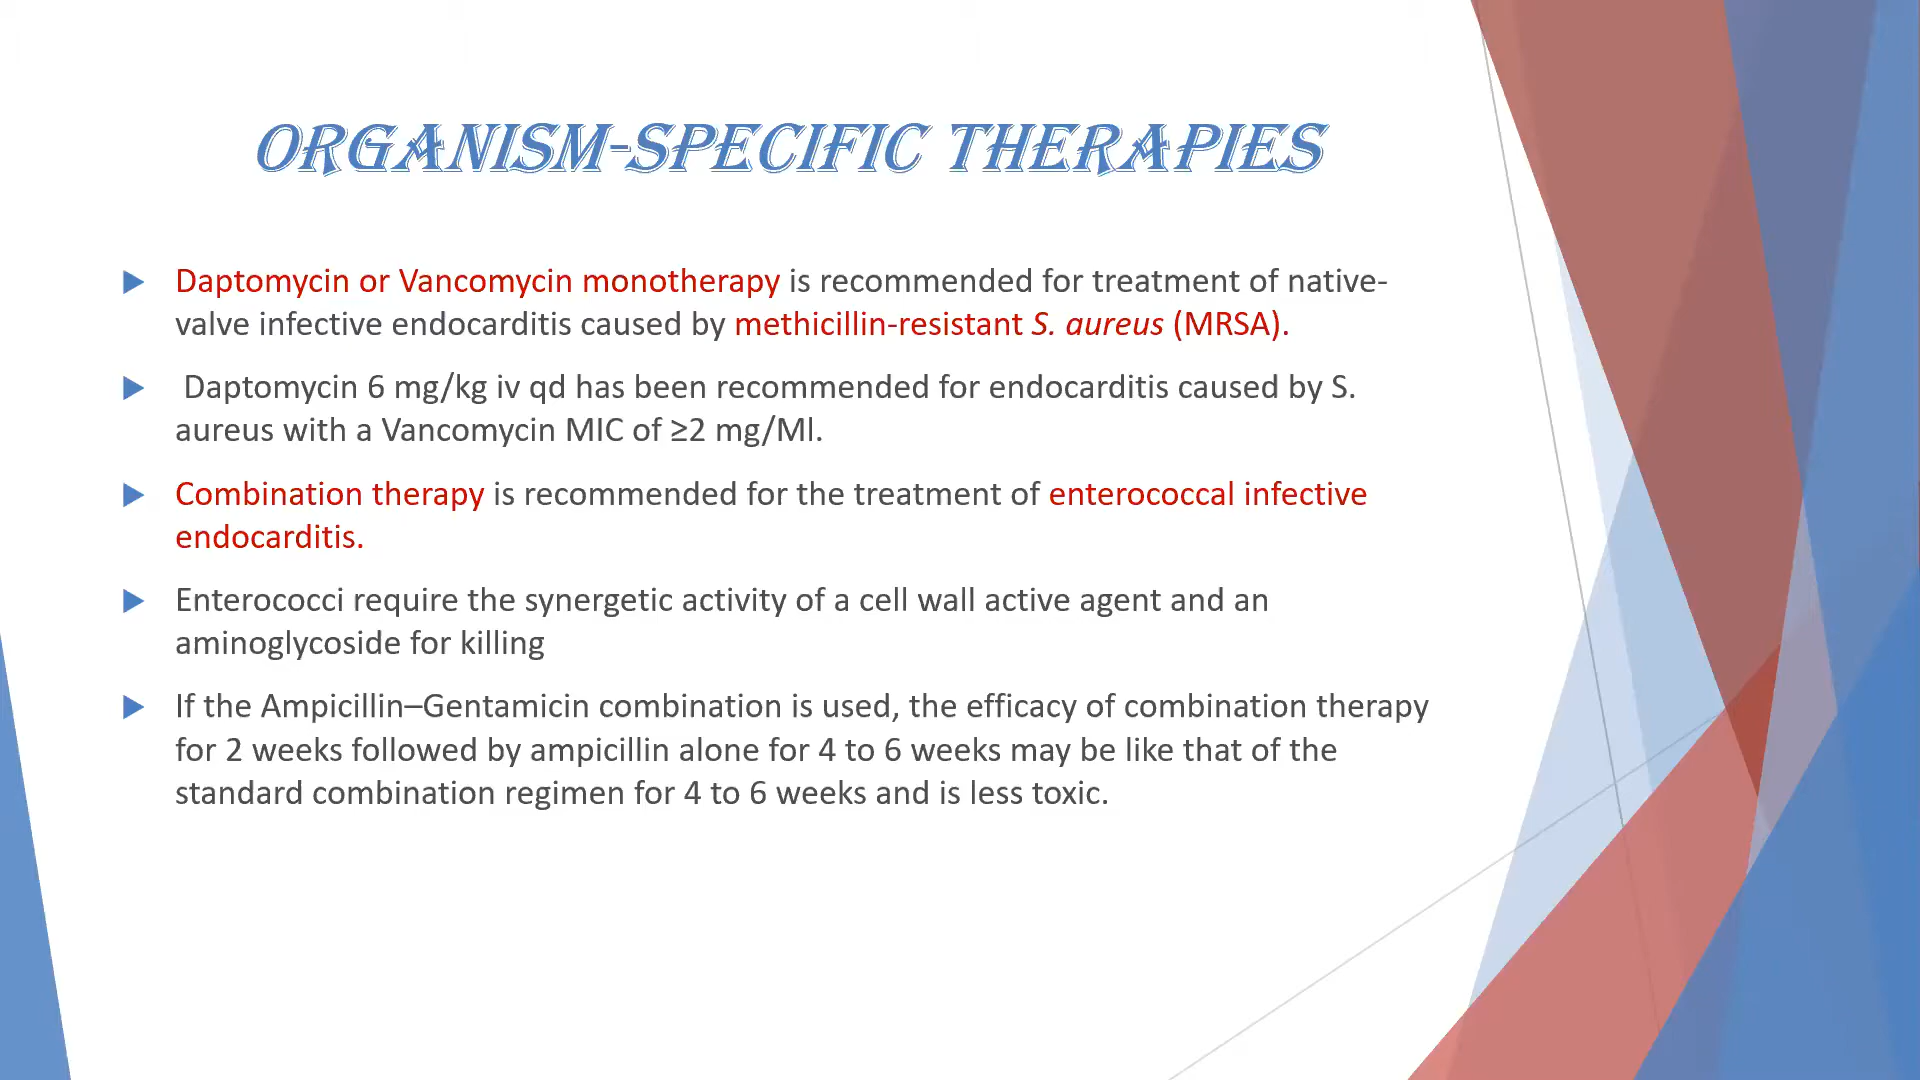 ORGANISM-SPECIFIC THERAPIES
Daptomycin or Vancomycin monotherapy is recommended for treatment of native-
valve infective endocarditis caused by methicillin-resistant S. aureus (MRSA).
Daptomycin 6 mg/kg iv qd has been recommended for endocarditis caused by S.
aureus with a Vancomycin MIC of ≥2 mg/Ml.
Combination therapy is recommended for the treatment of enterococcal infective
endocarditis.
Enterococci require the synergetic activity of a cell wall active agent and an
aminoglycoside for killing
If the Ampicillin–Gentamicin combination is used, the efficacy of combination therapy
for 2 weeks followed by ampicillin alone for 4 to 6 weeks may be like that of the
standard combination regimen for 4 to 6 weeks and is less toxic.